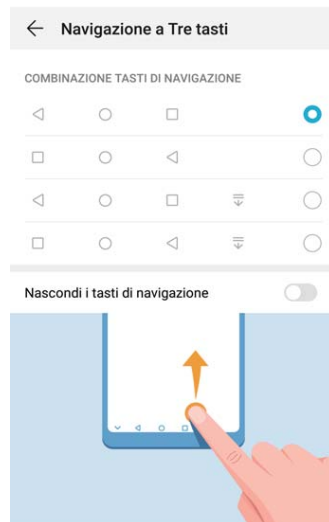 Navigazione a Tre tasti
COMBINAZIONE TASTI DI NAVIGAZIONE
Nascondi i tasti di navigazione